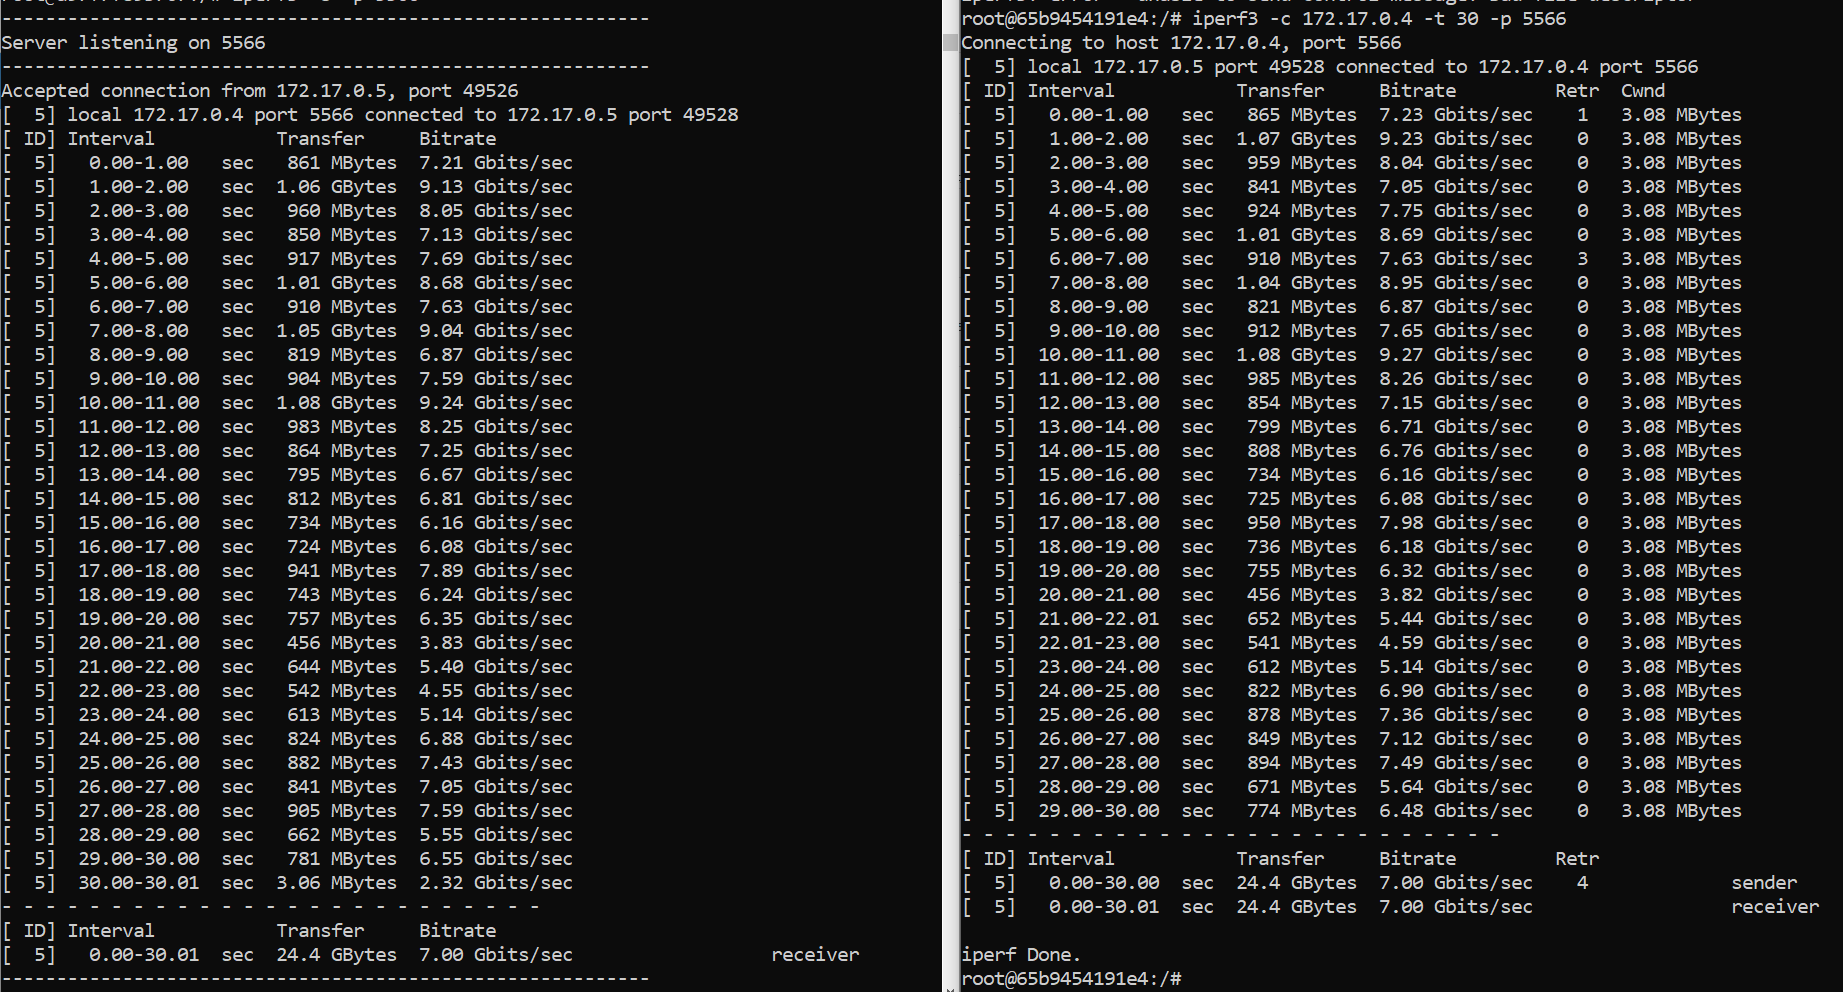 ------------------------------------------------------------
Server listening on 5566
------------------------------------------------------------
Accepted connection from 172.17.0.5, port 49526
[  5] local 172.17.0.4 port 5566 connected to 172.17.0.5 port 49528
[ ID] Interval           Transfer     Bitrate
[  5]   0.00-1.00   sec   861 MBytes  7.21 Gbits/sec
[  5]   1.00-2.00   sec  1.06 GBytes  9.13 Gbits/sec
[  5]   2.00-3.00   sec   960 MBytes  8.05 Gbits/sec
[  5]   3.00-4.00   sec   850 MBytes  7.13 Gbits/sec
[  5]   4.00-5.00   sec   917 MBytes  7.69 Gbits/sec
[  5]   5.00-6.00   sec  1.01 GBytes  8.68 Gbits/sec
[  5]   6.00-7.00   sec   910 MBytes  7.63 Gbits/sec
[  5]   7.00-8.00   sec  1.05 GBytes  9.04 Gbits/sec
[  5]   8.00-9.00   sec   819 MBytes  6.87 Gbits/sec
[  5]   9.00-10.00  sec   904 MBytes  7.59 Gbits/sec
[  5]  10.00-11.00  sec  1.08 GBytes  9.24 Gbits/sec
[  5]  11.00-12.00  sec   983 MBytes  8.25 Gbits/sec
[  5]  12.00-13.00  sec   864 MBytes  7.25 Gbits/sec
[  5]  13.00-14.00  sec   795 MBytes  6.67 Gbits/sec
[  5]  14.00-15.00  sec   812 MBytes  6.81 Gbits/sec
[  5]  15.00-16.00  sec   734 MBytes  6.16 Gbits/sec
[  5]  16.00-17.00  sec   724 MBytes  6.08 Gbits/sec
[  5]  17.00-18.00  sec   941 MBytes  7.89 Gbits/sec
[  5]  18.00-19.00  sec   743 MBytes  6.24 Gbits/sec
[  5]  19.00-20.00  sec   757 MBytes  6.35 Gbits/sec
[  5]  20.00-21.00  sec   456 MBytes  3.83 Gbits/sec
[  5]  21.00-22.00  sec   644 MBytes  5.40 Gbits/sec
[  5]  22.00-23.00  sec   542 MBytes  4.55 Gbits/sec
[  5]  23.00-24.00  sec   613 MBytes  5.14 Gbits/sec
[  5]  24.00-25.00  sec   824 MBytes  6.88 Gbits/sec
[  5]  25.00-26.00  sec   882 MBytes  7.43 Gbits/sec
[  5]  26.00-27.00  sec   841 MBytes  7.05 Gbits/sec
[  5]  27.00-28.00  sec   905 MBytes  7.59 Gbits/sec
[  5]  28.00-29.00  sec   662 MBytes  5.55 Gbits/sec
[  5]  29.00-30.00  sec   781 MBytes  6.55 Gbits/sec
[  5]  30.00-30.01  sec  3.06 MBytes  2.32 Gbits/sec
- - - - - - - - - - - - - - - - - - - - - - - - -
[ ID] Interval           Transfer     Bitrate
[  5]   0.00-30.01  sec  24.4 GBytes  7.00 Gbits/sec                  receiver
------------------------------------------------------------
root@65b9454191e4:/# iperf3 -c 172.17.0.4 -t 30 -p 5566
Connecting to host 172.17.0.4, port 5566
[  5] local 172.17.0.5 port 49528 connected to 172.17.0.4 port 5566
[ ID] Interval           Transfer     Bitrate         Retr  Cwnd
[  5]   0.00-1.00   sec   865 MBytes  7.23 Gbits/sec    1   3.08 MBytes
[  5]   1.00-2.00   sec  1.07 GBytes  9.23 Gbits/sec    0   3.08 MBytes
[  5]   2.00-3.00   sec   959 MBytes  8.04 Gbits/sec    0   3.08 MBytes
[  5]   3.00-4.00   sec   841 MBytes  7.05 Gbits/sec    0   3.08 MBytes
[  5]   4.00-5.00   sec   924 MBytes  7.75 Gbits/sec    0   3.08 MBytes
[  5]   5.00-6.00   sec  1.01 GBytes  8.69 Gbits/sec    0   3.08 MBytes
[  5]   6.00-7.00   sec   910 MBytes  7.63 Gbits/sec    3   3.08 MBytes
[  5]   7.00-8.00   sec  1.04 GBytes  8.95 Gbits/sec    0   3.08 MBytes
[  5]   8.00-9.00   sec   821 MBytes  6.87 Gbits/sec    0   3.08 MBytes
[  5]   9.00-10.00  sec   912 MBytes  7.65 Gbits/sec    0   3.08 MBytes
[  5]  10.00-11.00  sec  1.08 GBytes  9.27 Gbits/sec    0   3.08 MBytes
[  5]  11.00-12.00  sec   985 MBytes  8.26 Gbits/sec    0   3.08 MBytes
[  5]  12.00-13.00  sec   854 MBytes  7.15 Gbits/sec    0   3.08 MBytes
[  5]  13.00-14.00  sec   799 MBytes  6.71 Gbits/sec    0   3.08 MBytes
[  5]  14.00-15.00  sec   808 MBytes  6.76 Gbits/sec    0   3.08 MBytes
[  5]  15.00-16.00  sec   734 MBytes  6.16 Gbits/sec    0   3.08 MBytes
[  5]  16.00-17.00  sec   725 MBytes  6.08 Gbits/sec    0   3.08 MBytes
[  5]  17.00-18.00  sec   950 MBytes  7.98 Gbits/sec    0   3.08 MBytes
[  5]  18.00-19.00  sec   736 MBytes  6.18 Gbits/sec    0   3.08 MBytes
[  5]  19.00-20.00  sec   755 MBytes  6.32 Gbits/sec    0   3.08 MBytes
[  5]  20.00-21.00  sec   456 MBytes  3.82 Gbits/sec    0   3.08 MBytes
[  5]  21.00-22.01  sec   652 MBytes  5.44 Gbits/sec    0   3.08 MBytes
[  5]  22.01-23.00  sec   541 MBytes  4.59 Gbits/sec    0   3.08 MBytes
[  5]  23.00-24.00  sec   612 MBytes  5.14 Gbits/sec    0   3.08 MBytes
[  5]  24.00-25.00  sec   822 MBytes  6.90 Gbits/sec    0   3.08 MBytes
[  5]  25.00-26.00  sec   878 MBytes  7.36 Gbits/sec    0   3.08 MBytes
[  5]  26.00-27.00  sec   849 MBytes  7.12 Gbits/sec    0   3.08 MBytes
[  5]  27.00-28.00  sec   894 MBytes  7.49 Gbits/sec    0   3.08 MBytes
[  5]  28.00-29.00  sec   671 MBytes  5.64 Gbits/sec    0   3.08 MBytes
[  5]  29.00-30.00  sec   774 MBytes  6.48 Gbits/sec    0   3.08 MBytes
- - - - - - - - - - - - - - - - - - - - - - - - -
[ ID] Interval           Transfer     Bitrate         Retr
[  5]   0.00-30.00  sec  24.4 GBytes  7.00 Gbits/sec    4             sender
[  5]   0.00-30.01  sec  24.4 GBytes  7.00 Gbits/sec                  receiver
iperf Done.
root@65b9454191e4:/#